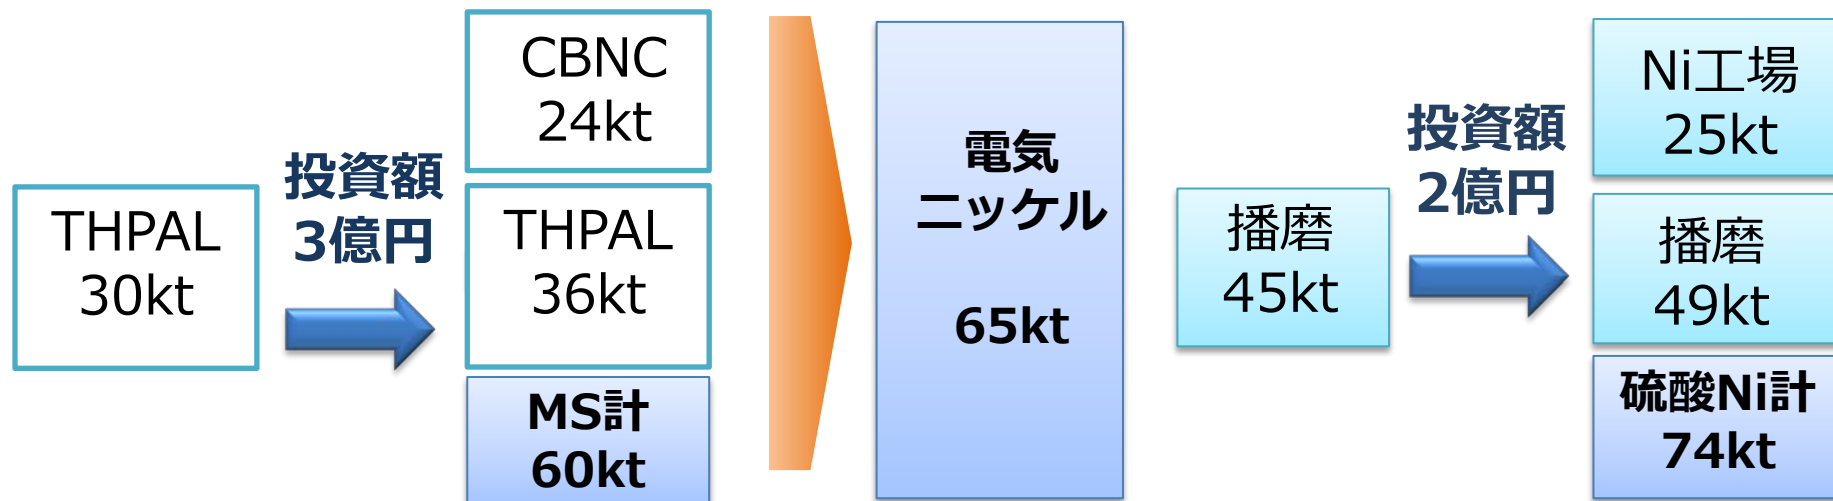 THPAL
30kt
投資額
3億円
CBNC
24kt
THPAL
36kt
MS計
60kt
電気
ニッケル
65kt
播磨
45kt
投資額
2億円
Ni工場
25kt
播磨
49kt
硫酸Ni計
74kt